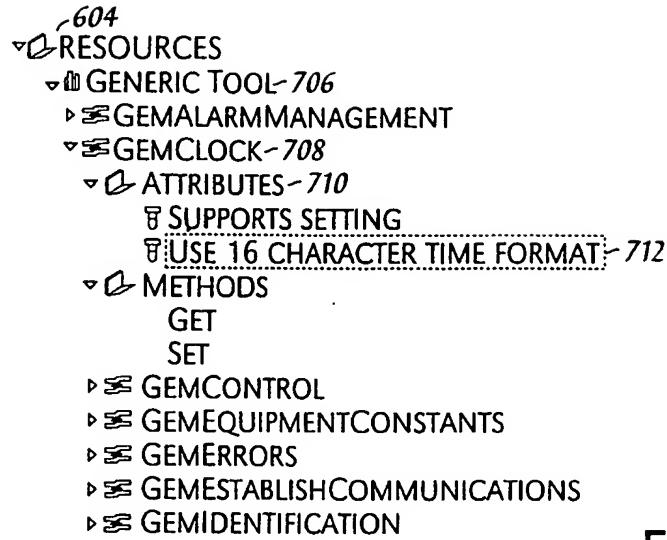 604
RESOURCES
GENERIC TOOL~706
GEMALARMMANAGEMENT
GEMCLOCK~708
ATTRIBUTES~710
SUPPORTS SETTING
USE 16 CHARACTER TIME FORMAT~712
METHODS
GET
SET
GEMCONTROL
GEMEQUIPMENTCONSTANTS
GEMERRORS
GEMESTABLISHCOMMUNICATIONS
GEMIDENTIFICATION